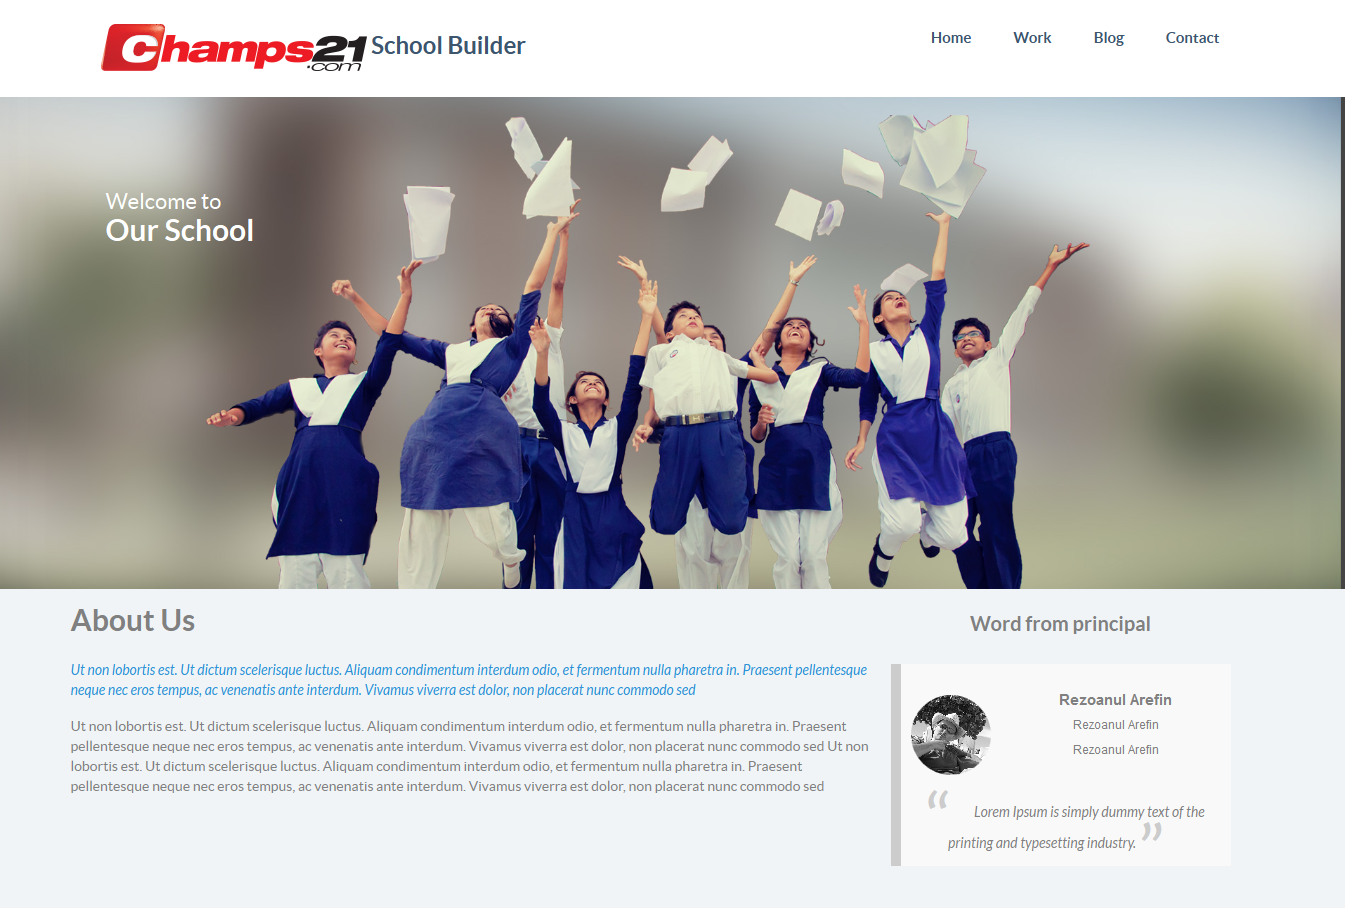 Champs21 School Builder
.com
Home Work Blog Contact
Welcome to
Our School
About Us
Ut non lobortis est. Ut dictum scelerisque luctus. Aliquam condimentum interdum odio, et fermentum nulla pharetra in. Praesent pellentesque
neque nec eros tempus, ac venenatis ante interdum. Vivamus viverra est dolor, non placerat nunc commodo sed
Ut non lobortis est. Ut dictum scelerisque luctus. Aliquam condimentum interdum odio, et fermentum nulla pharetra in. Praesent
pellentesque neque nec eros tempus, ac venenatis ante interdum. Vivamus viverra est dolor, non placerat nunc commodo sed Ut non
lobortis est. Ut dictum scelerisque luctus. Aliquam condimentum interdum odio, et fermentum nulla pharetra in. Praesent
pellentesque neque nec eros tempus, ac venenatis ante interdum. Vivamus viverra est dolor, non placerat nunc commodo sed
Word from principal
Rezoanul Arefin
Rezoanul Arefin
Rezoanul Arefin
“ Lorem Ipsum is simply dummy text of the
printing and typesetting industry. ”